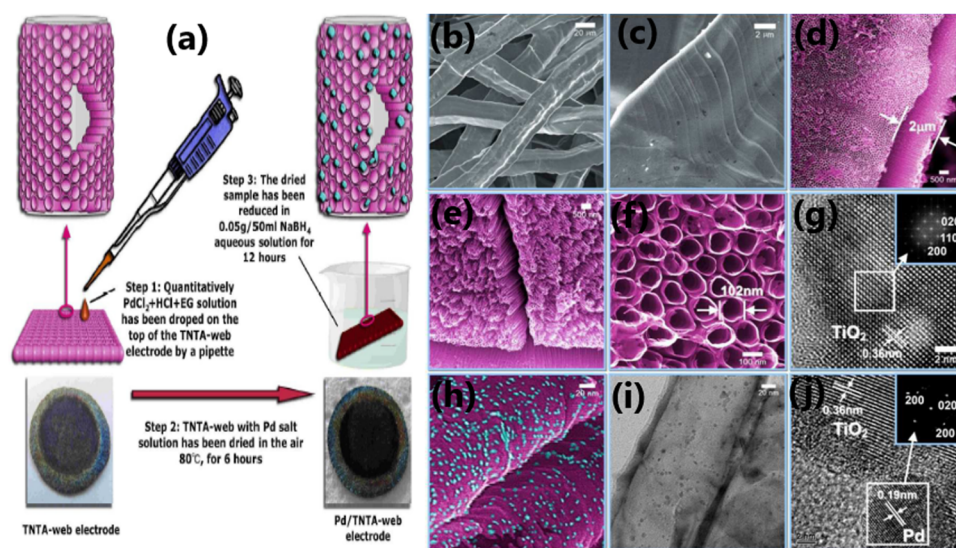 (a)
Step 3: The dried
sample has been
reduced in
0.05g/50ml NaBH₄
aqueous solution for
12 hours
Step 1: Quantitatively
PdCl₂+HCl+EG solution
has been droped on the
top of the TNTA-web
electrode by a pipette
Step 2: TNTA-web with Pd salt
solution has been dried in the air
80℃, for 6 hours
TNTA-web electrode
Pd/TNTA-web
electrode
(b)
20 μm
(c)
2 μm
(d)
2μm
500 nm
(e)
500 nm
(f)
102nm
100 nm
(g)
020
110
200
TiO₂
0.36nm
2 nm
(h)
20 nm
(i)
20 nm
(j)
0.36nm
TiO₂
2̄00
020
200
0.19nm
Pd